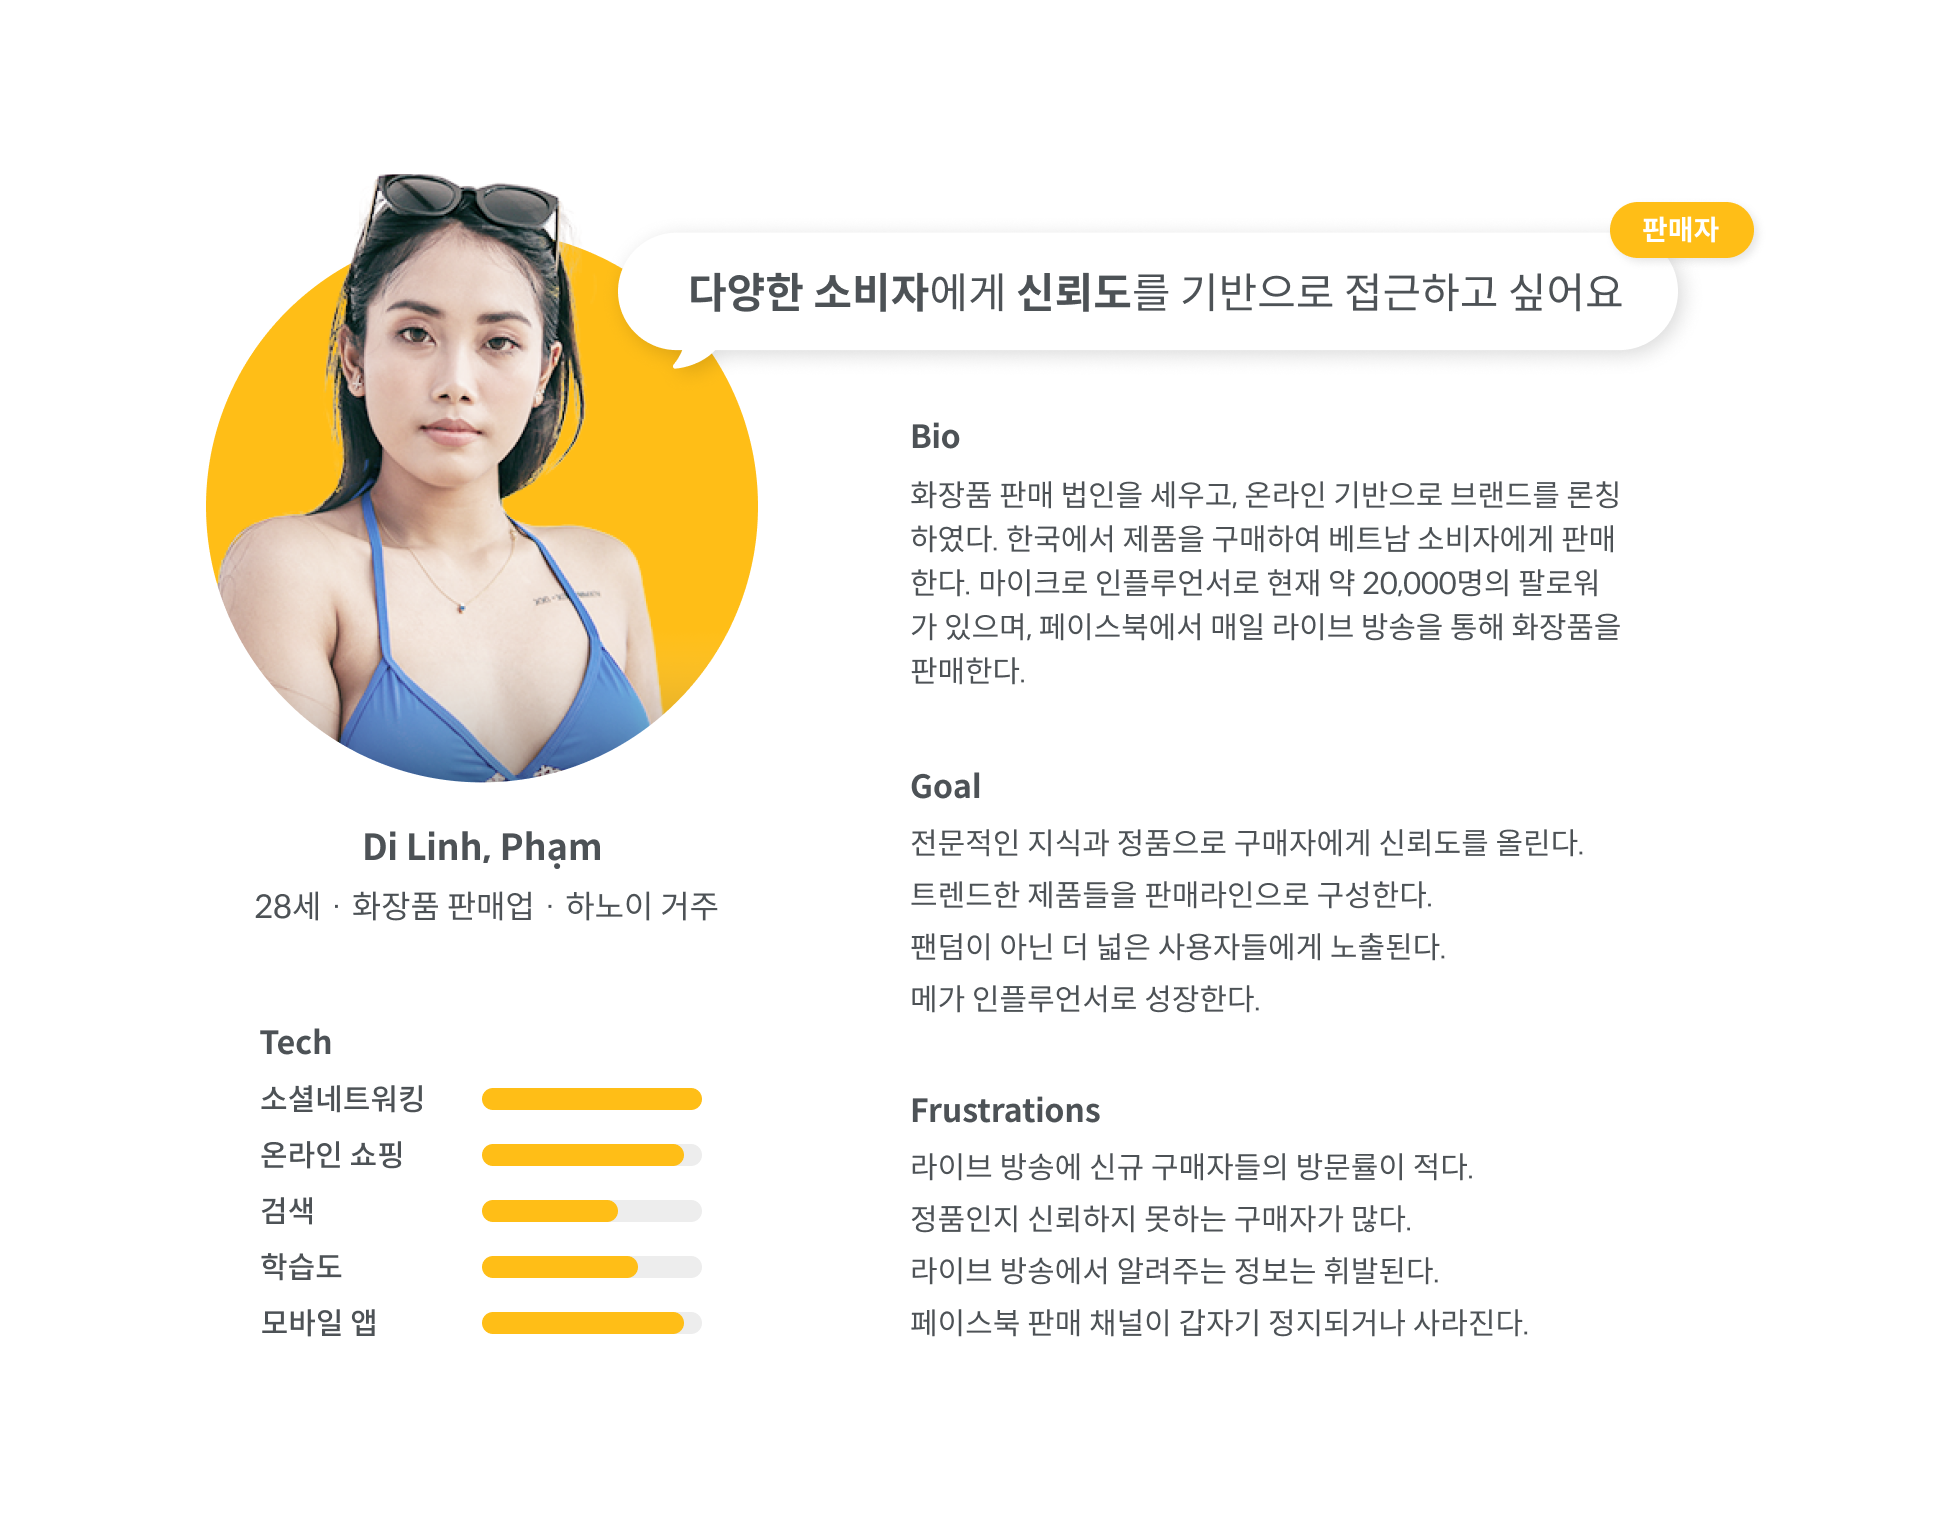 판매자
다양한 소비자에게 신뢰도를 기반으로 접근하고 싶어요
Di Linh, Phạm
28세 · 화장품 판매업 · 하노이 거주
Tech
소셜네트워킹
온라인 쇼핑
검색
학습도
모바일 앱
Bio
화장품 판매 법인을 세우고, 온라인 기반으로 브랜드를 론칭
하였다. 한국에서 제품을 구매하여 베트남 소비자에게 판매
한다. 마이크로 인플루언서로 현재 약 20,000명의 팔로워
가 있으며, 페이스북에서 매일 라이브 방송을 통해 화장품을
판매한다.
Goal
전문적인 지식과 정품으로 구매자에게 신뢰도를 올린다.
트렌드한 제품들을 판매라인으로 구성한다.
팬덤이 아닌 더 넓은 사용자들에게 노출된다.
메가 인플루언서로 성장한다.
Frustrations
라이브 방송에 신규 구매자들의 방문률이 적다.
정품인지 신뢰하지 못하는 구매자가 많다.
라이브 방송에서 알려주는 정보는 휘발된다.
페이스북 판매 채널이 갑자기 정지되거나 사라진다.